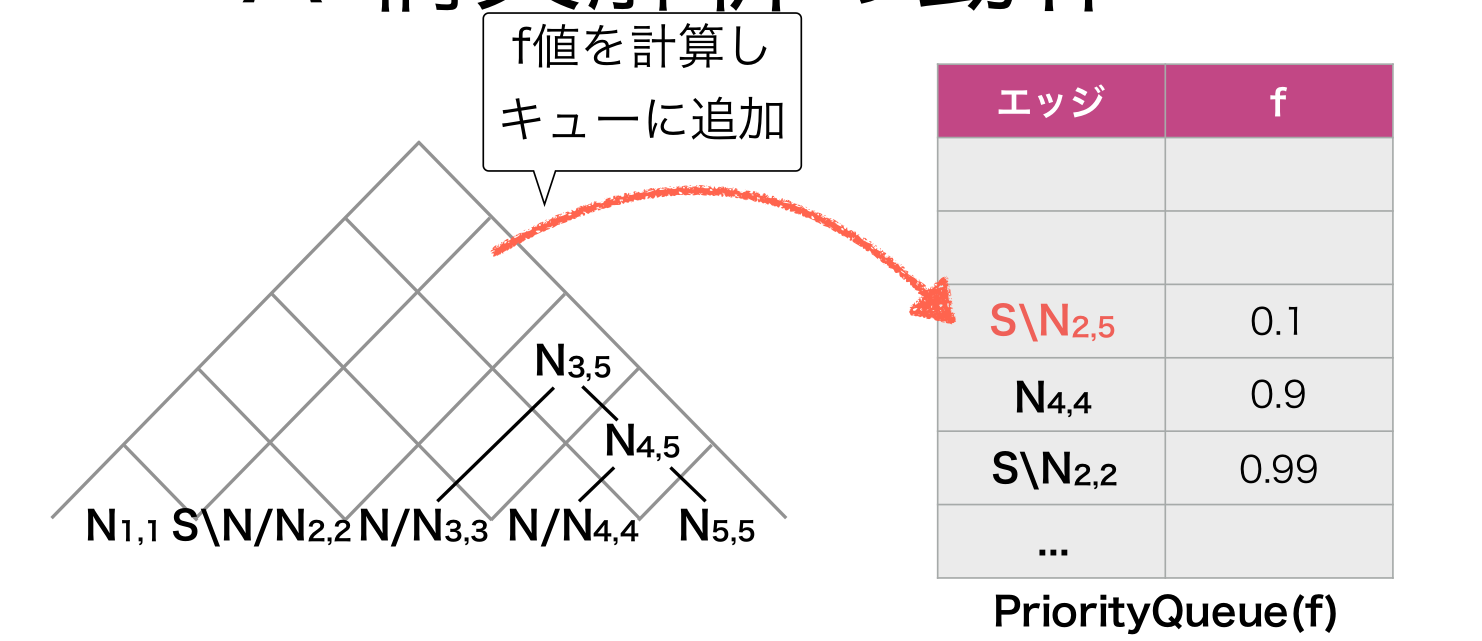 f値を計算し
キューに追加
エッジ f
S\N2,5 0.1
N4,4 0.9
S\N2,2 0.99
...
PriorityQueue(f)
N3,5
N4,5
N1,1 S\N/N2,2 N/N3,3 N/N4,4 N5,5